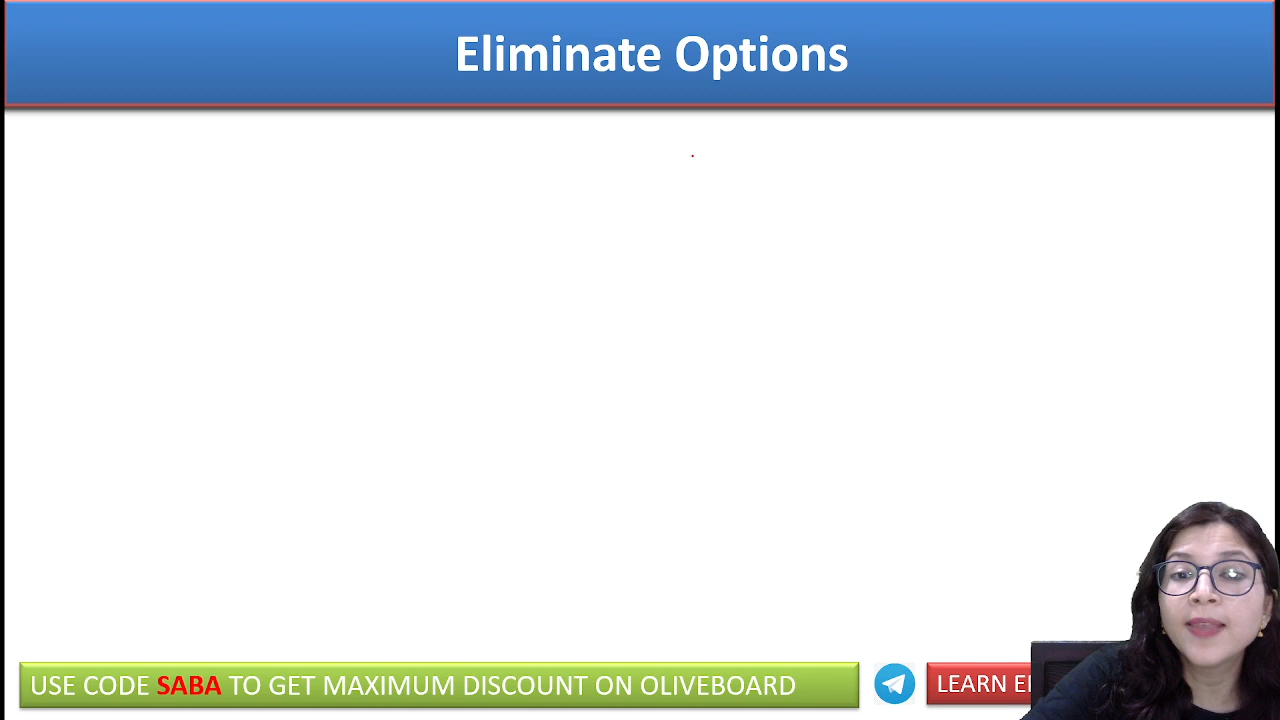 Eliminate Options
USE CODE SABA TO GET MAXIMUM DISCOUNT ON OLIVEBOARD
LEARN